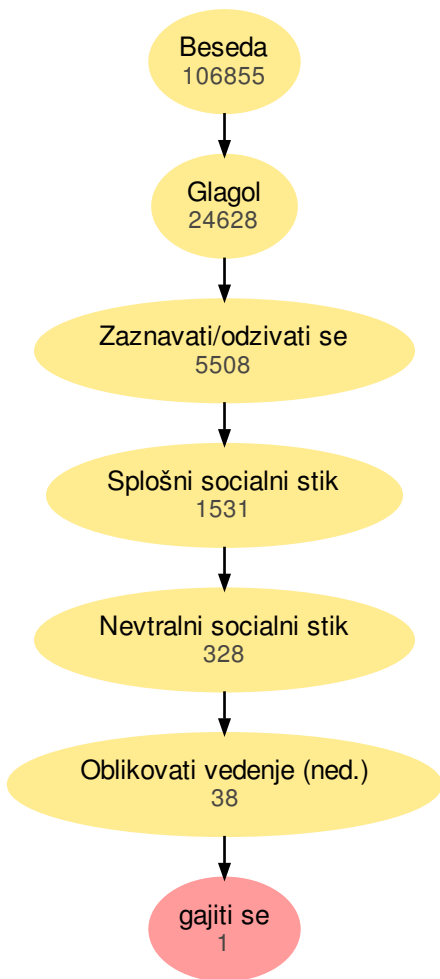 Beseda
106855
Glagol
24628
Zaznavati/odzivati se
5508
Splošni socialni stik
1531
Nevtralni socialni stik
328
Oblikovati vedenje (ned.)
38
gajiti se
1